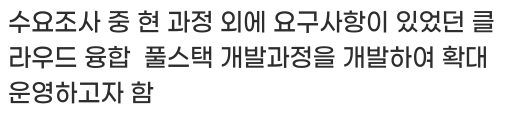 수요조사 중 현 과정 외에 요구사항이 있었던 클
라우드 융합  풀스택 개발과정을 개발하여 확대
운영하고자 함